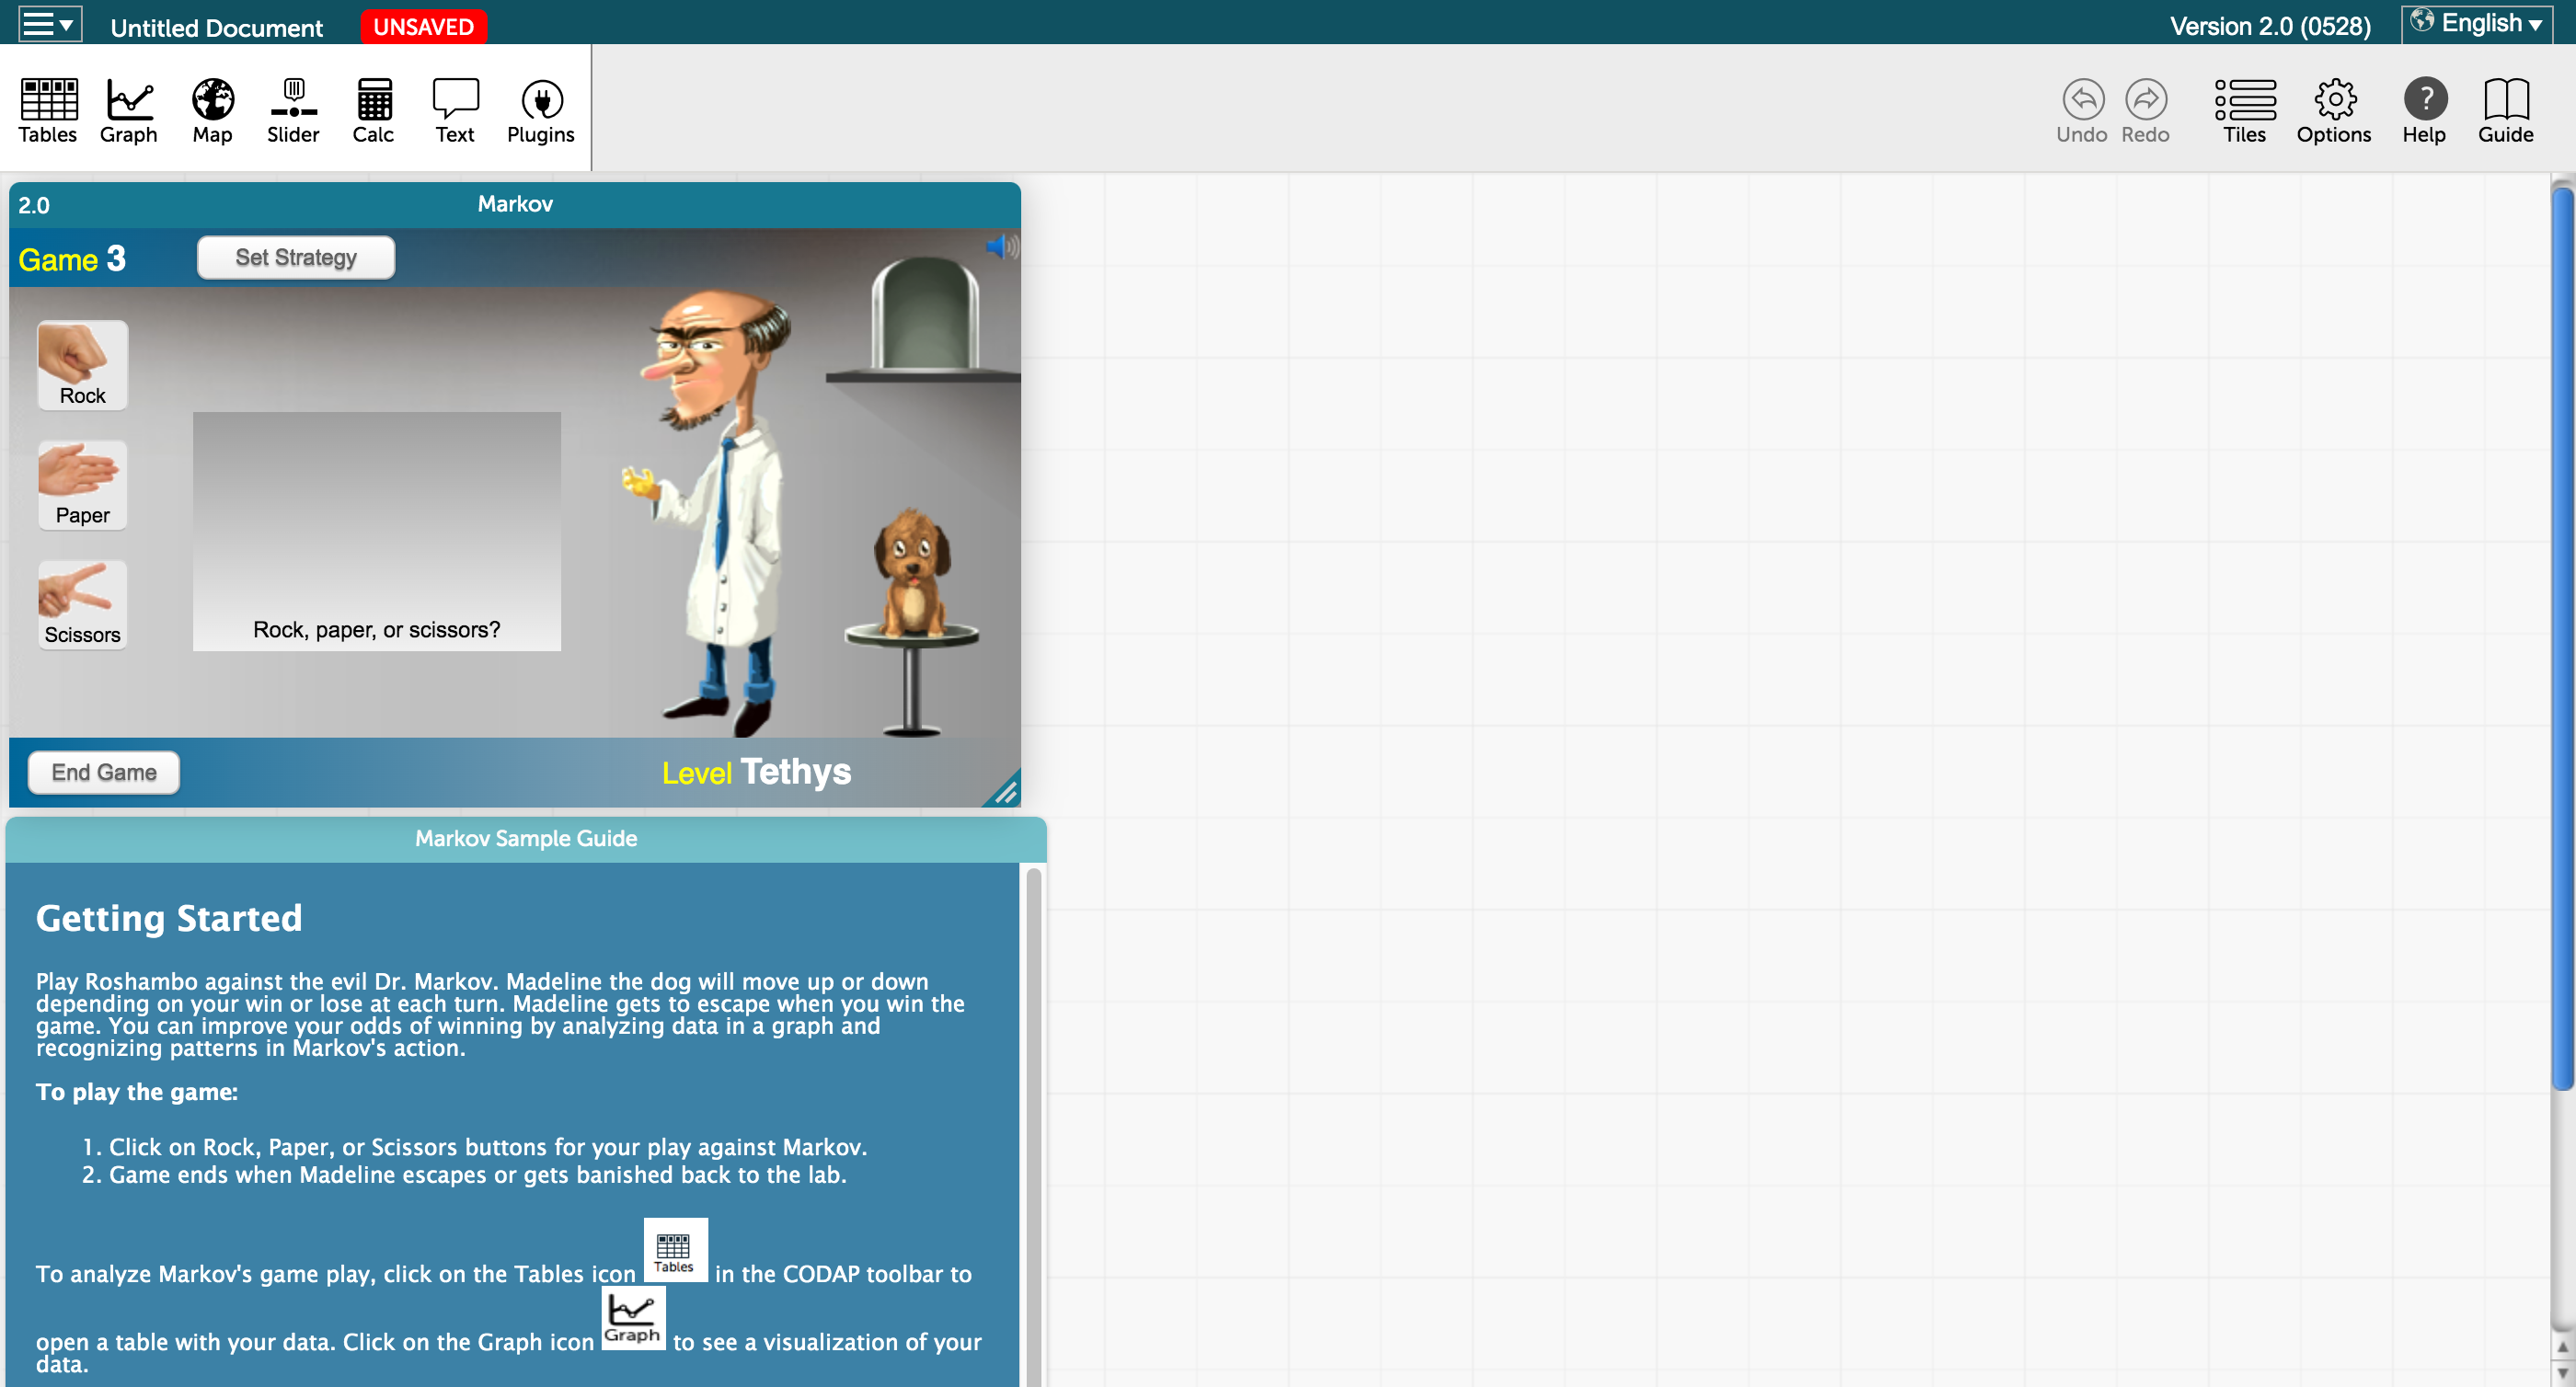 Untitled Document
UNSAVED
Version 2.0 (0528)
English
Tables
Graph
Map
Slider
Calc
Text
Plugins
Undo
Redo
Tiles
Options
?
Help
Guide
2.0
Markov
Game 3
Set Strategy
Rock
Paper
Scissors
Rock, paper, or scissors?
End Game
Level Tethys
Markov Sample Guide
Getting Started
Play Roshambo against the evil Dr. Markov. Madeline the dog will move up or down
depending on your win or lose at each turn. Madeline gets to escape when you win the
game. You can improve your odds of winning by analyzing data in a graph and
recognizing patterns in Markov's action.
To play the game:
1. Click on Rock, Paper, or Scissors buttons for your play against Markov.
2. Game ends when Madeline escapes or gets banished back to the lab.
To analyze Markov's game play, click on the Tables icon Tables in the CODAP toolbar to
open a table with your data. Click on the Graph icon Graph to see a visualization of your
data.